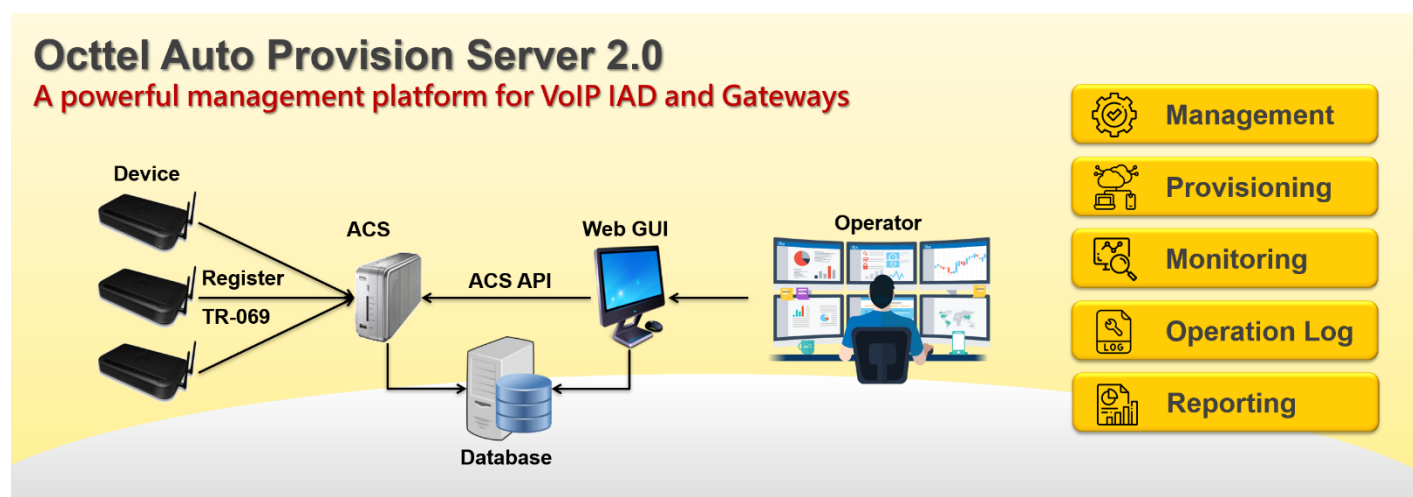 Octtel Auto Provision Server 2.0
A powerful management platform for VoIP IAD and Gateways
Device
ACS
Web GUI
Operator
Register
TR-069
ACS API
Database
Management
Provisioning
Monitoring
LOG
Operation Log
Reporting